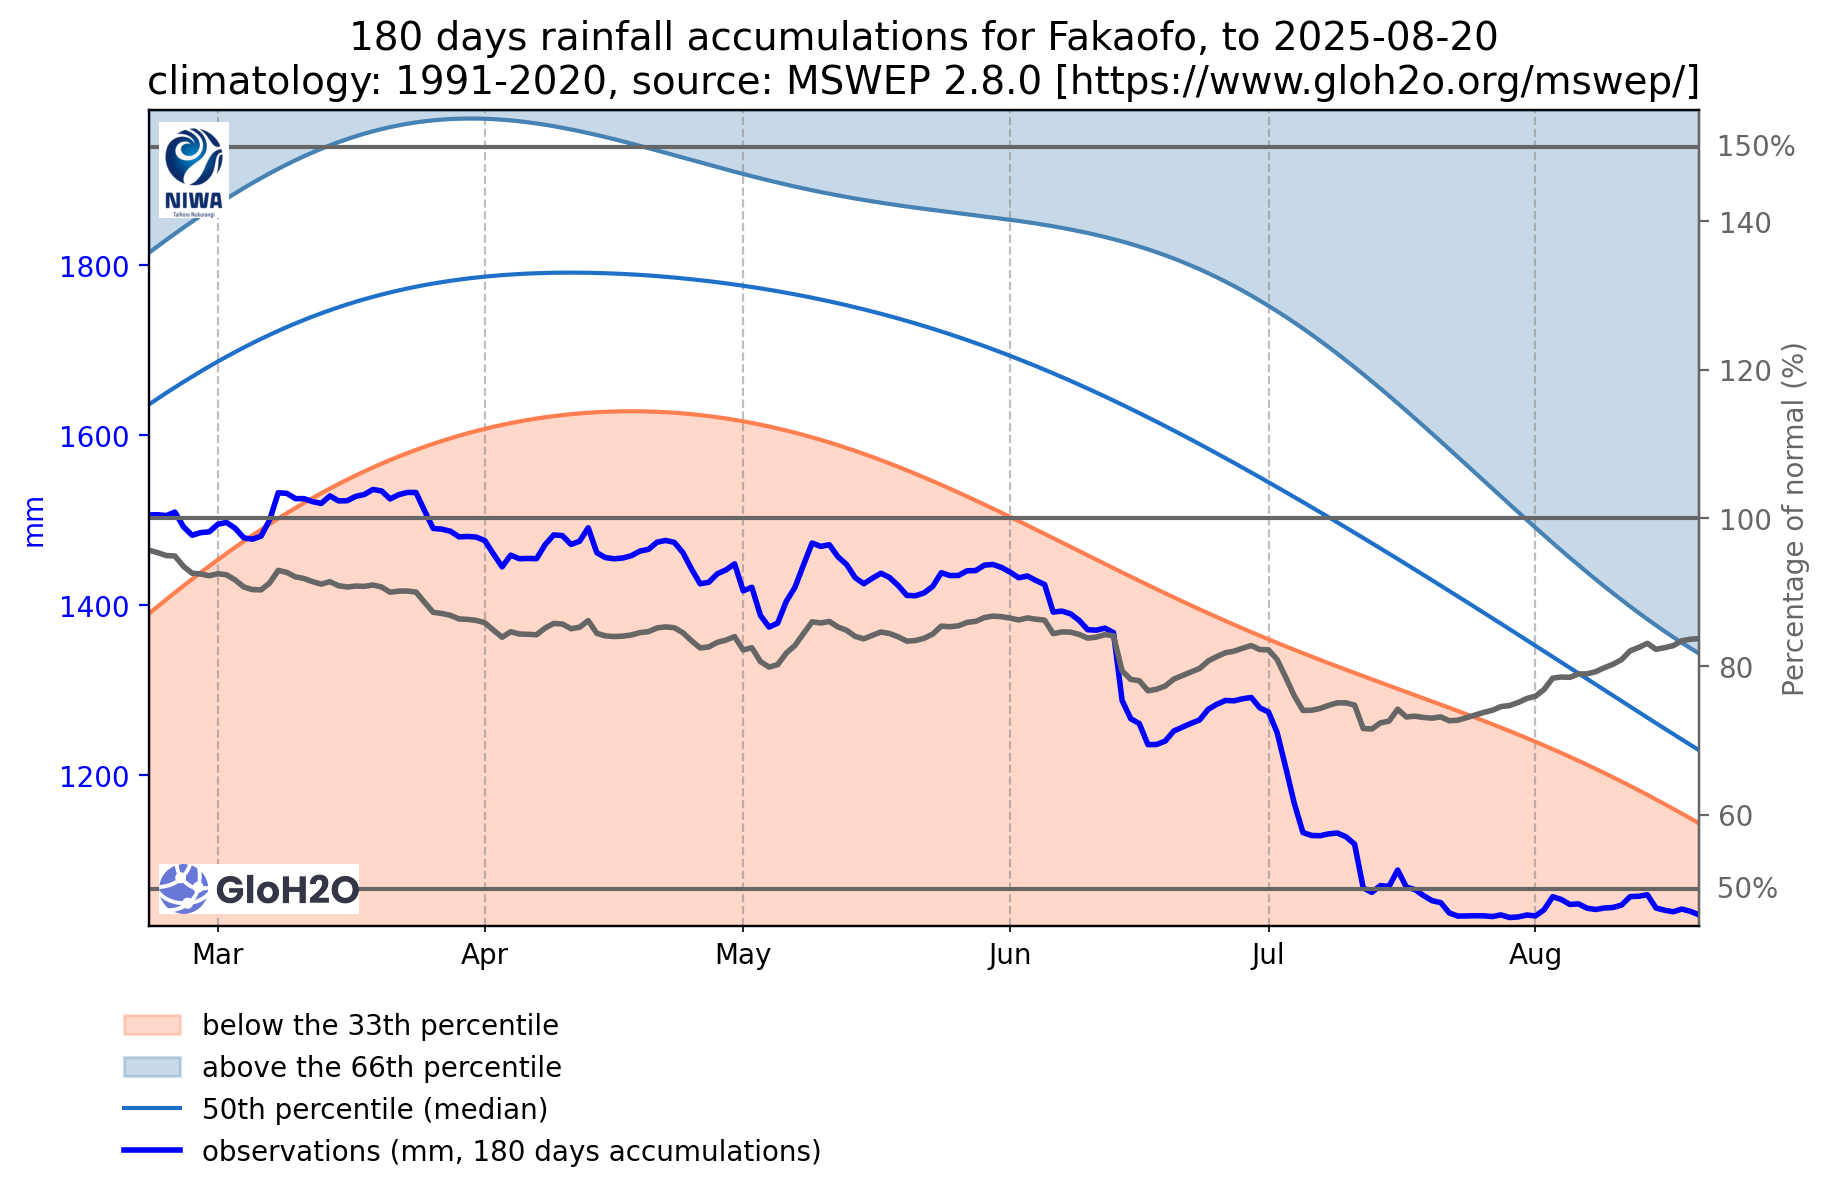 180 days rainfall accumulations for Fakaofo, to 2025-08-20
climatology: 1991-2020, source: MSWEP 2.8.0 [https://www.gloh2o.org/mswep/]
NIWA
Taihoro Nukurangi
150%
140
1800
120
1600
100
mm
Percentage of normal (%)
1400
80
1200
60
GloH2O
50%
Mar Apr May Jun Jul Aug
below the 33th percentile
above the 66th percentile
50th percentile (median)
observations (mm, 180 days accumulations)